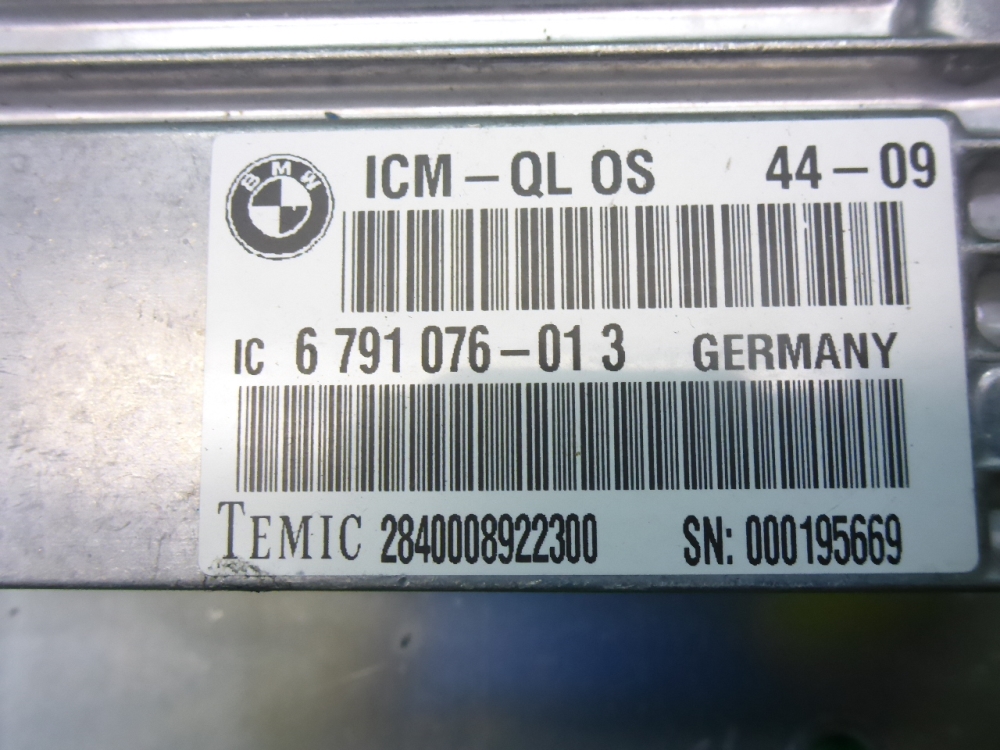 BMW
ICM – QL OS 44 – 09
IC 6 791 076 – 01 3 GERMANY
TEMIC 2840008922300 SN: 000195669